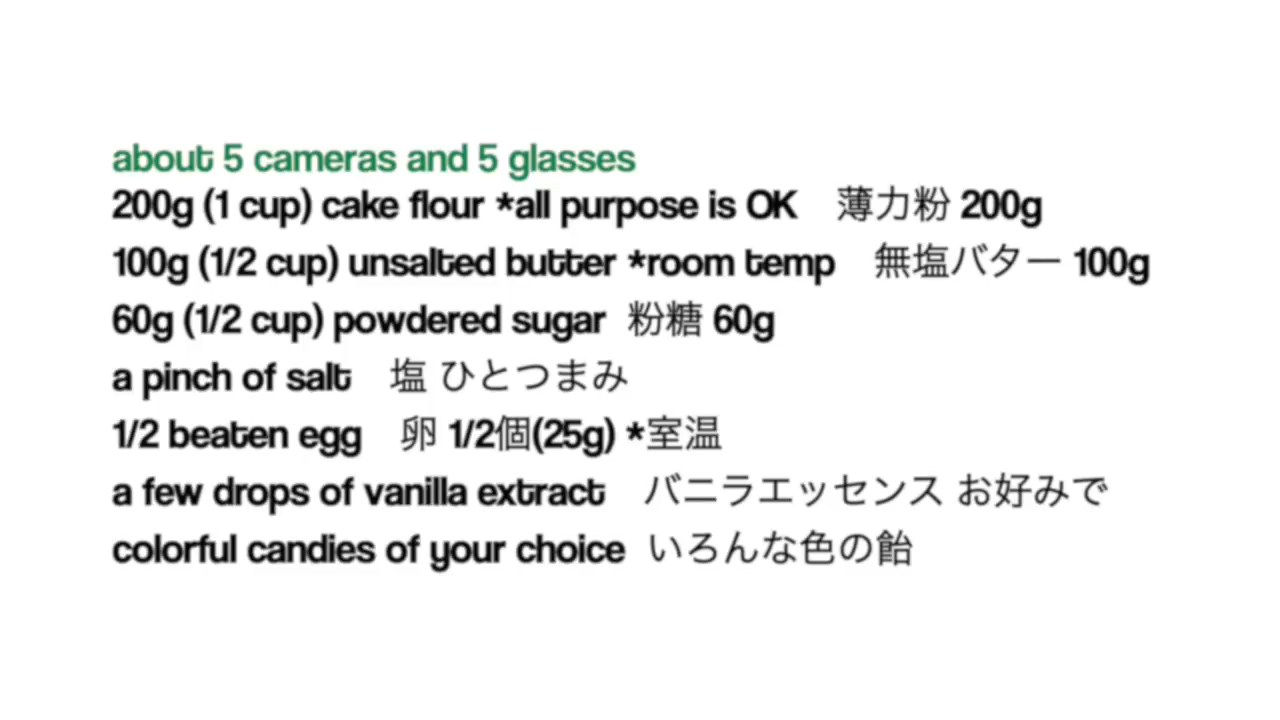 about 5 cameras and 5 glasses
200g (1 cup) cake flour *all purpose is OK　薄力粉 200g
100g (1/2 cup) unsalted butter *room temp　無塩バター 100g
60g (1/2 cup) powdered sugar  粉糖 60g
a pinch of salt　塩 ひとつまみ
1/2 beaten egg　卵 1/2個(25g) *室温
a few drops of vanilla extract　バニラエッセンス お好みで
colorful candies of your choice  いろんな色の飴